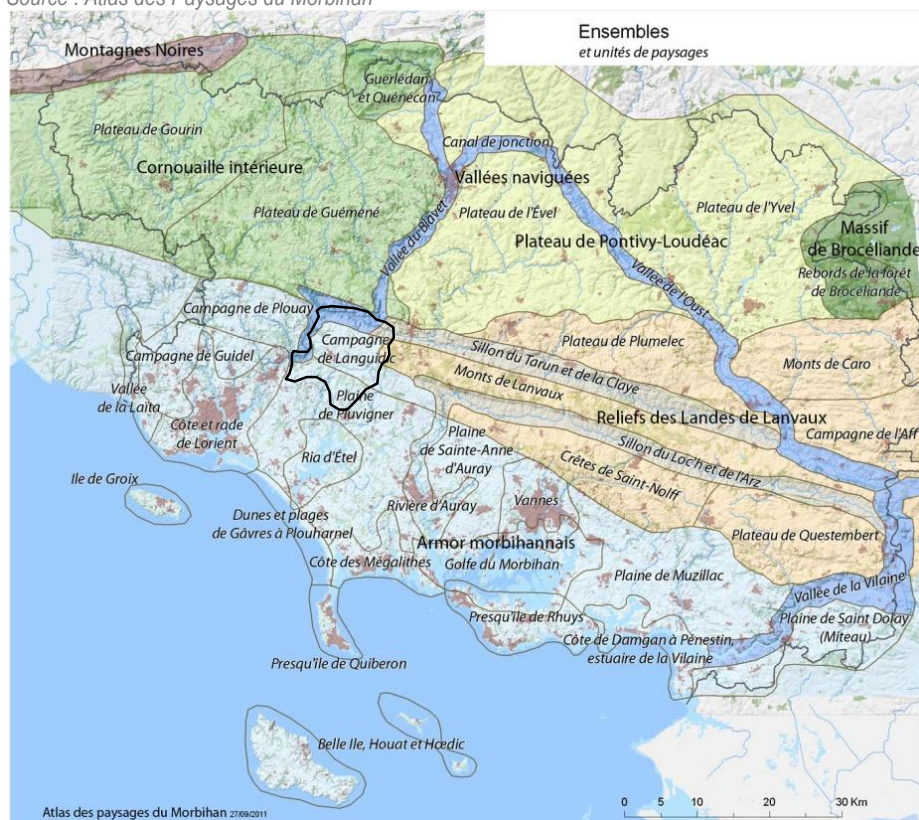 Source : Atlas des Paysages du Morbihan
Ensembles
et unités de paysages
Montagnes Noires
Guerlédan
et Quénécan
Plateau de Gourin
Canal de jonction
Cornouaille intérieure
Vallées naviguées
Plateau de Guéméné
Plateau de l'Ével
Plateau de l'Yvel
Massif
de Brocéliande
Plateau de Pontivy-Loudéac
Vallée du Blavet
Vallée de l'Oust
Rebords de la forêt
de Brocéliande
Campagne de Plouay
Campagne
de Languidic
Sillon du Tarun et de la Claye
Plateau de Plumelec
Campagne de Guidel
Monts de Caro
Monts de Lanvaux
Vallée
de la Laïta
Plaine
de Pluvigner
Reliefs des Landes de Lanvaux
Côte et rade
de Lorient
Plaine
de Sainte-Anne
d'Auray
Sillon du Loc'h et de l'Arz
Campagne de l'Aff
Ria d'Étel
Crêtes de Saint-Nolff
Ile de Groix
Rivière d'Auray
Vannes
Dunes et plages
de Gâvres à Plouharnel
Plateau de Questembert
Armor morbihannais
Côte des Mégalithes
Golfe du Morbihan
Plaine de Muzillac
Vallée de la Vilaine
Presqu'île de Rhuys
Plaine de Saint Dolay
(Miteau)
Côte de Damgan à Pénestin,
estuaire de la Vilaine
Presqu'île de Quiberon
Belle Ile, Houat et Hœdic
0 5 10 20 30 Km
Atlas des paysages du Morbihan 27/09/2011